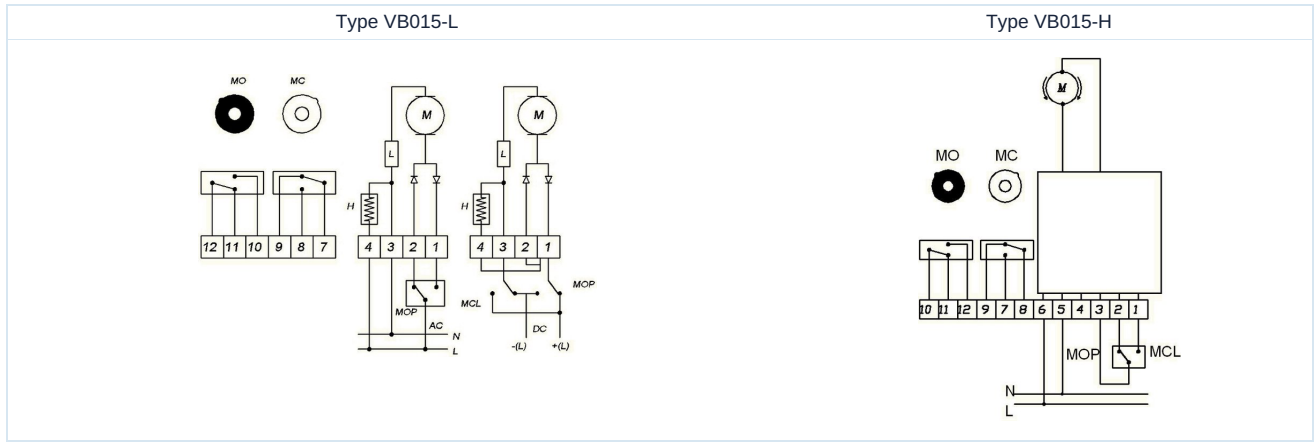 Type VB015-L
Type VB015-H
MO
MC
M
M
L
L
H
H
12 11 10 9 8 7
4 3 2 1
4 3 2 1
MOP
AC
N
L
MCL
MOP
DC
-(L)
+(L)
M
MO
MC
10 11 12 9 7 8 6 5 4 3 2 1
MOP
MCL
N
L